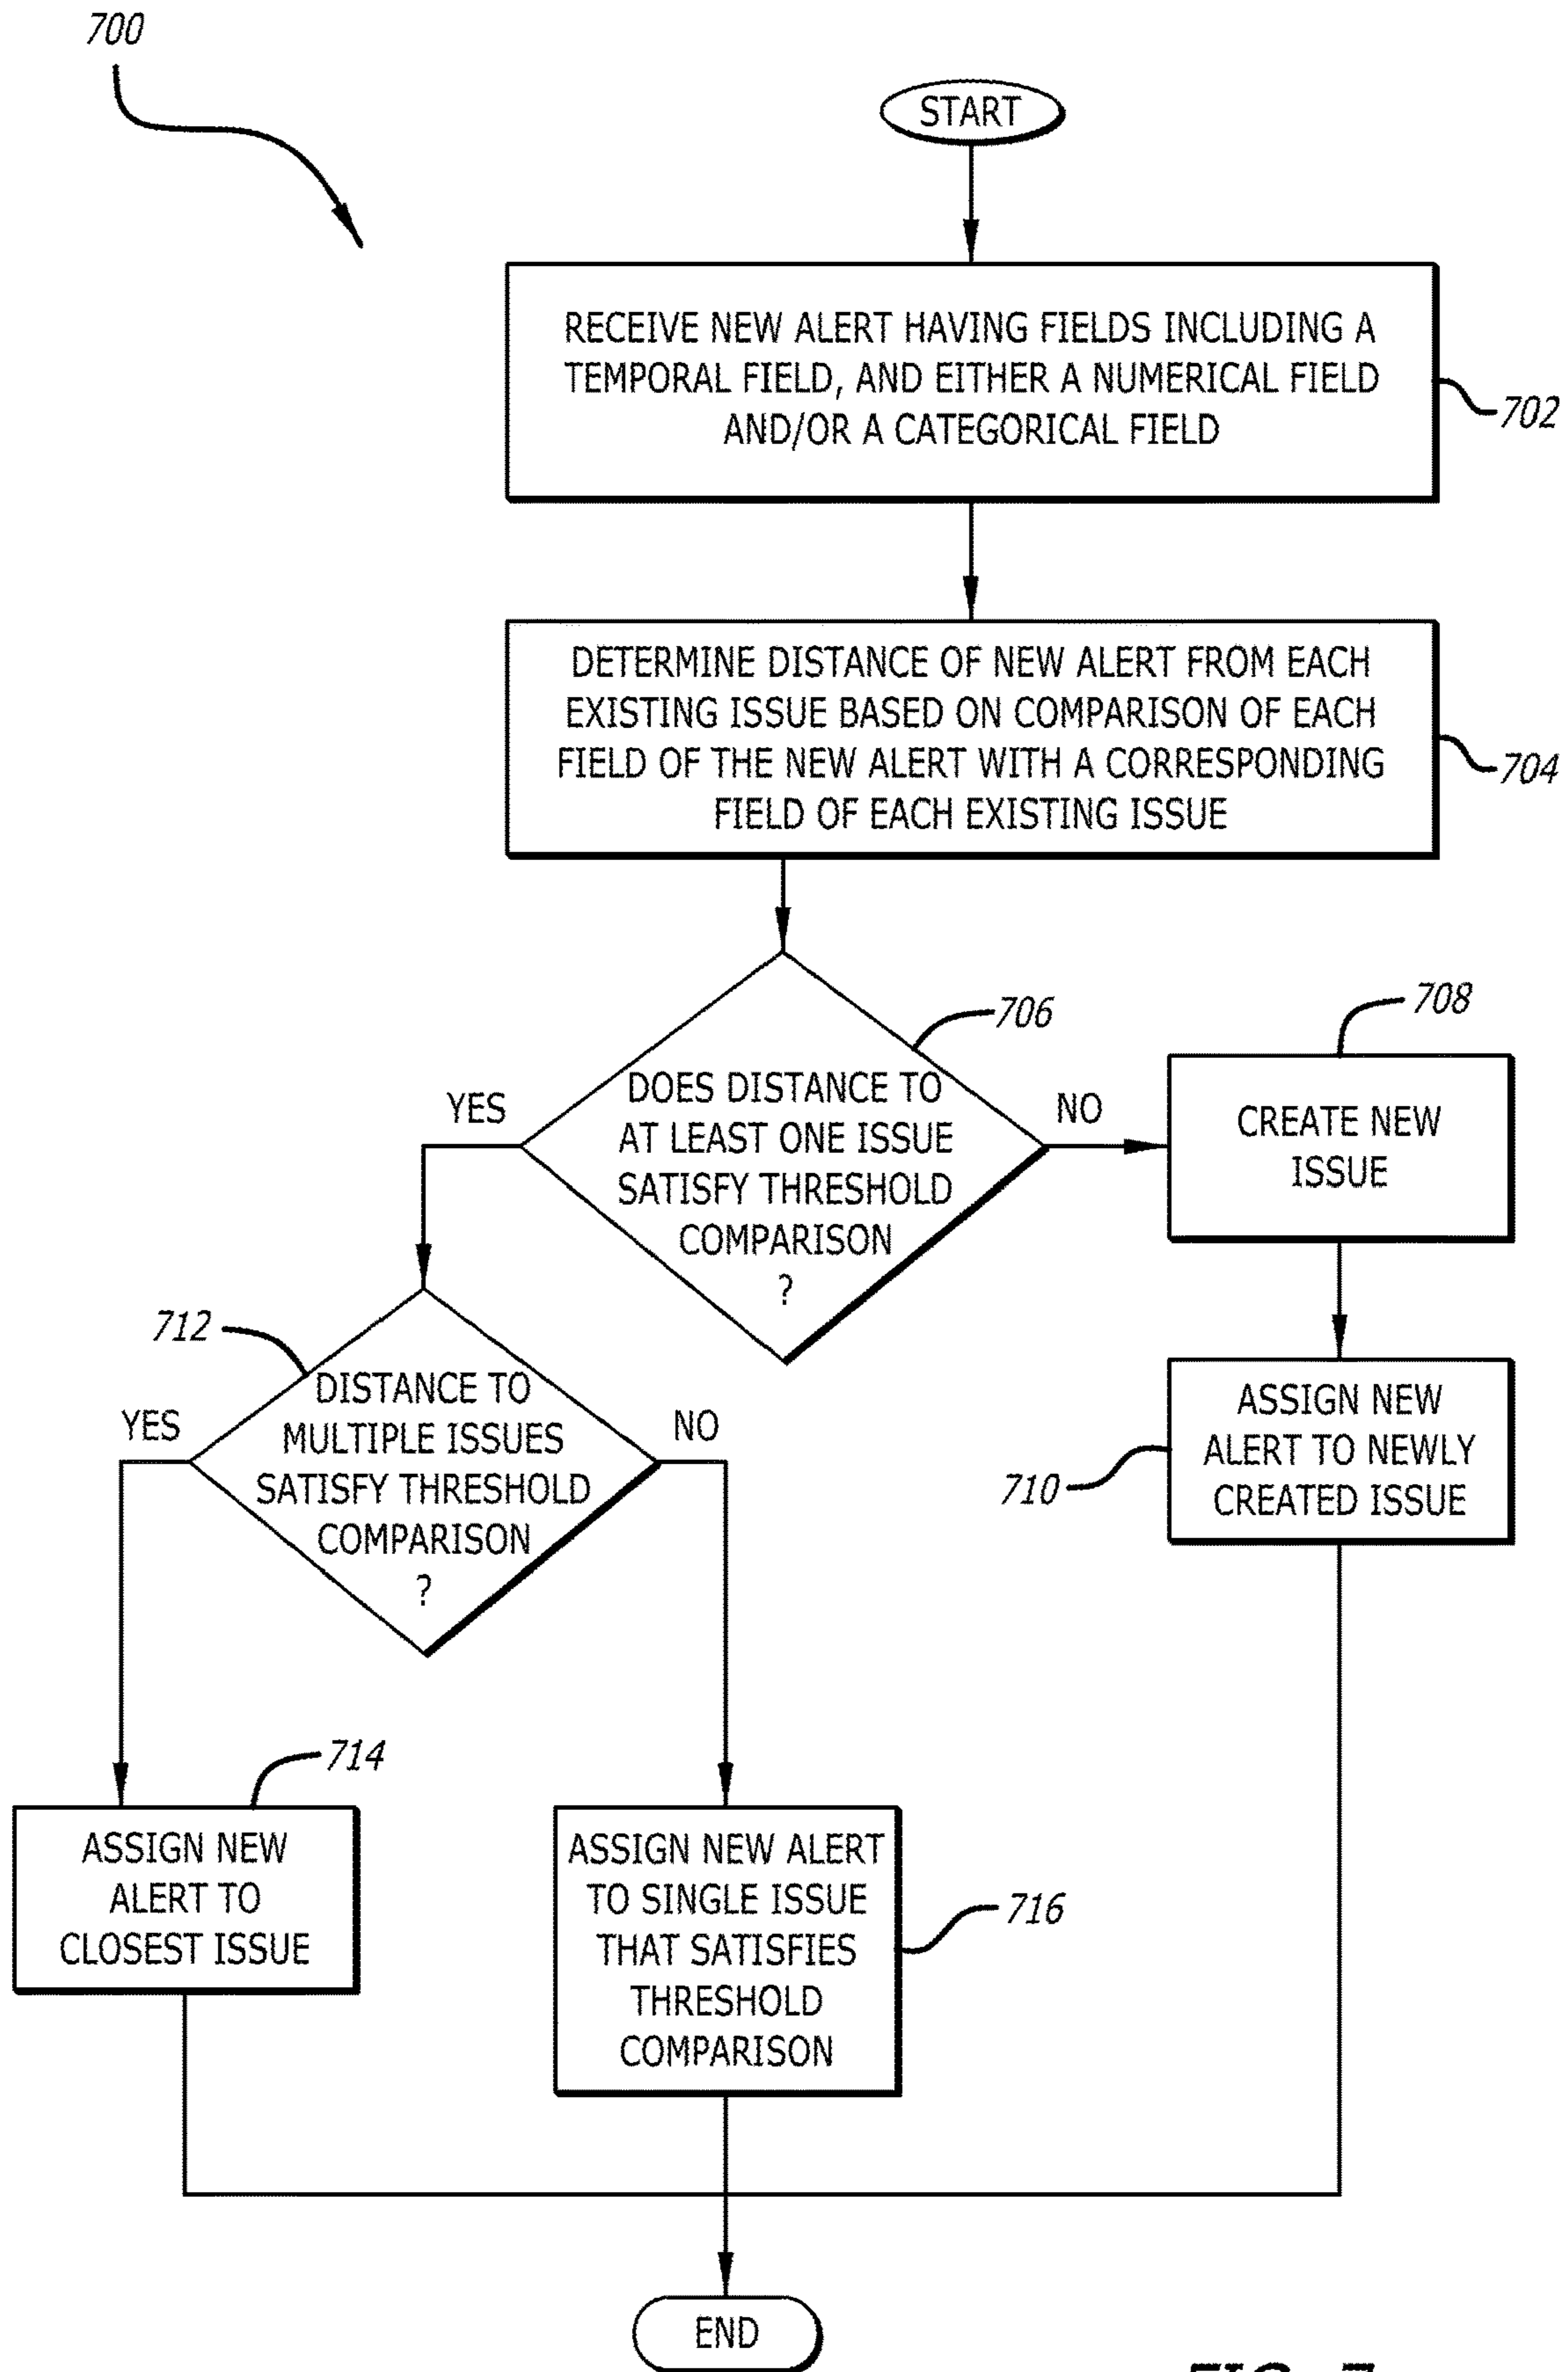 700
START
RECEIVE NEW ALERT HAVING FIELDS INCLUDING A
TEMPORAL FIELD, AND EITHER A NUMERICAL FIELD
AND/OR A CATEGORICAL FIELD
702
DETERMINE DISTANCE OF NEW ALERT FROM EACH
EXISTING ISSUE BASED ON COMPARISON OF EACH
FIELD OF THE NEW ALERT WITH A CORRESPONDING
FIELD OF EACH EXISTING ISSUE
704
706
DOES DISTANCE TO
AT LEAST ONE ISSUE
SATISFY THRESHOLD
COMPARISON
?
YES
NO
708
CREATE NEW
ISSUE
712
DISTANCE TO
MULTIPLE ISSUES
SATISFY THRESHOLD
COMPARISON
?
YES
NO
ASSIGN NEW
ALERT TO NEWLY
CREATED ISSUE
710
714
ASSIGN NEW
ALERT TO
CLOSEST ISSUE
ASSIGN NEW ALERT
TO SINGLE ISSUE
THAT SATISFIES
THRESHOLD
COMPARISON
716
END